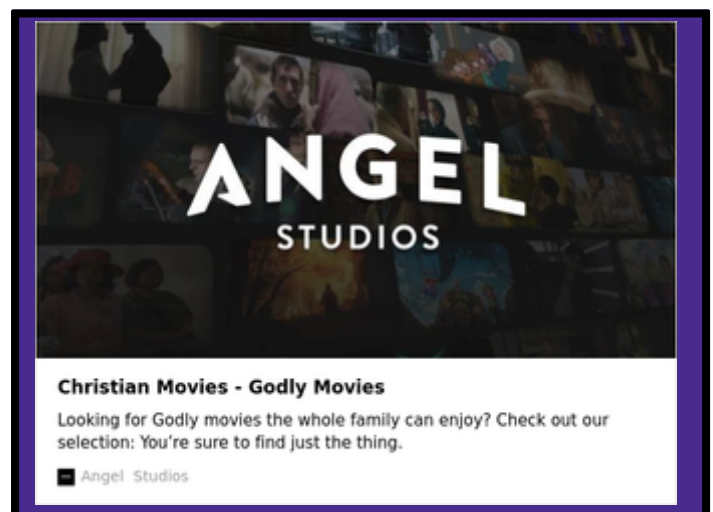 ANGEL
STUDIOS
Christian Movies - Godly Movies
Looking for Godly movies the whole family can enjoy? Check out our
selection: You're sure to find just the thing.
Angel Studios